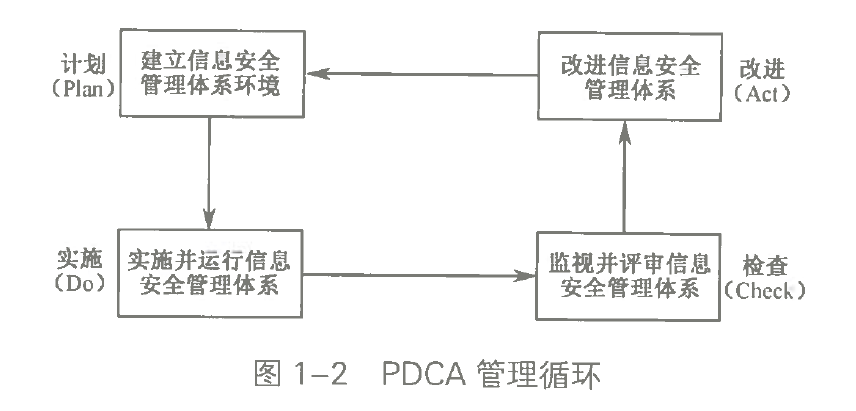 计划
(Plan)
建立信息安全
管理体系环境
改进信息安全
管理体系
改进
(Act)
实施
(Do)
实施并运行信息
安全管理体系
监视并评审信息
安全管理体系
检查
(Check)
图 1-2 PDCA 管理循环